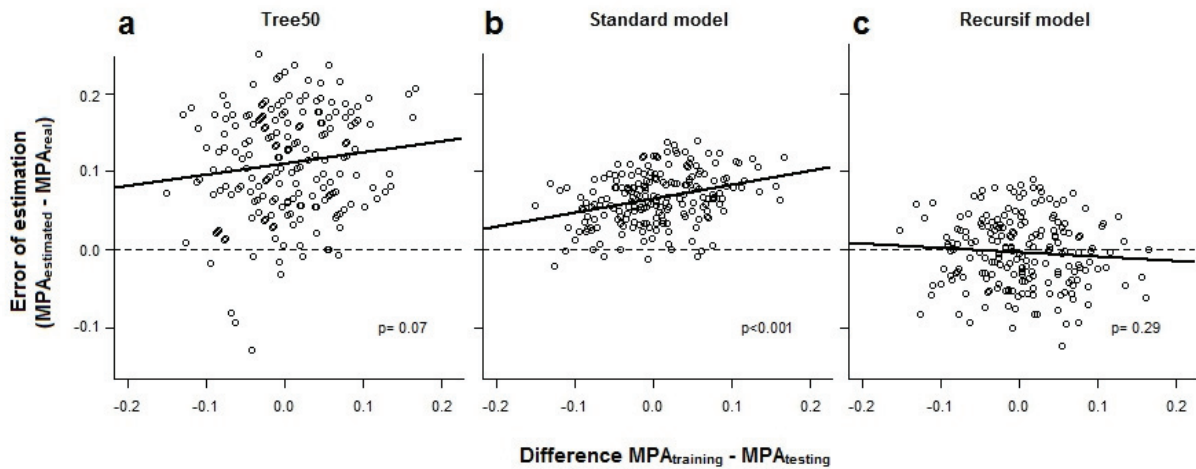 a Tree50
b Standard model
c Recursif model
Error of estimation
(MPAestimated - MPAreal)
0.2
0.1
0.0
-0.1
p= 0.07
p<0.001
p= 0.29
-0.2 -0.1 0.0 0.1 0.2
-0.2 -0.1 0.0 0.1 0.2
-0.2 -0.1 0.0 0.1 0.2
Difference MPAtraining - MPAtesting